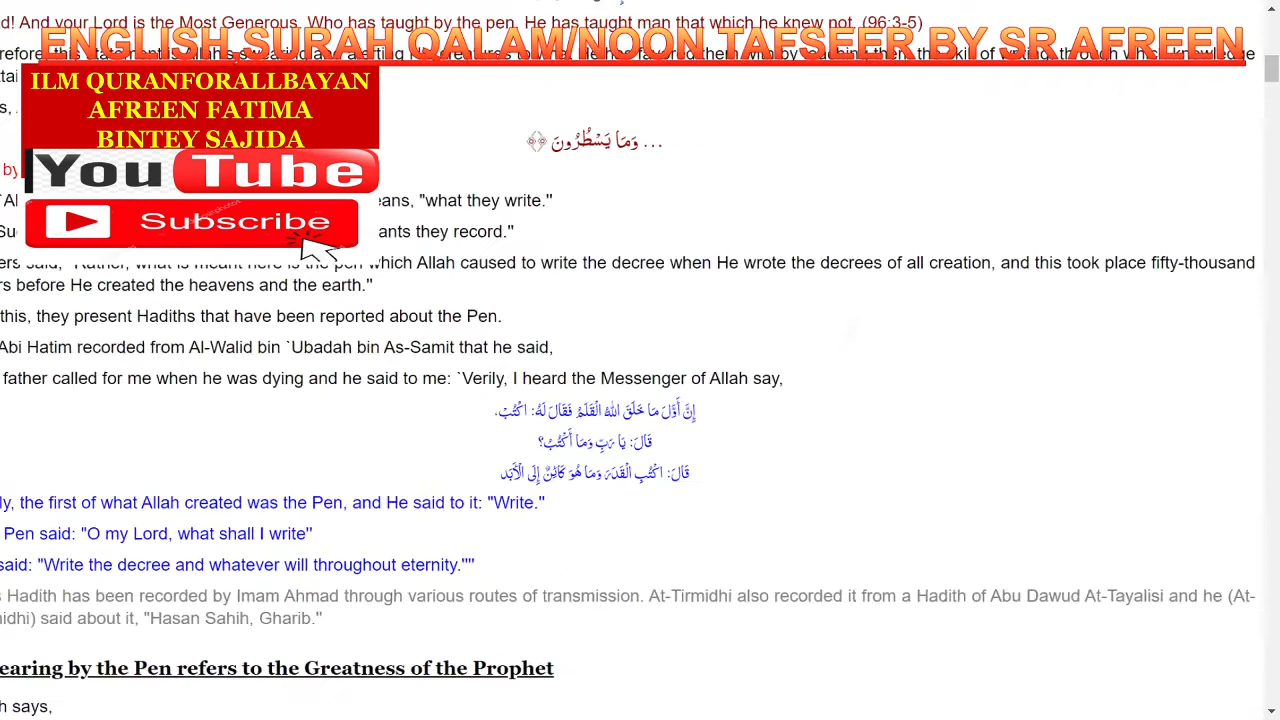 d! And your Lord is the Most Generous. Who has taught by the pen. He has taught man that which he knew not. (96:3-5)
ENGLISH SURAH QALAM/NOON TAFSEER BY SR AFREEN
ILM QURANFORALLBAYAN
AFREEN FATIMA
BINTEY SAJIDA
... وَمَا يَسْطُرُونَ
by
YouTube
eans, "what they write."
Subscribe
ants they record."
ers said, "Rather, what is meant here is the pen which Allah caused to write the decree when He wrote the decrees of all creation, and this took place fifty-thousand
rs before He created the heavens and the earth."
this, they present Hadiths that have been reported about the Pen.
Abi Hatim recorded from Al-Walid bin `Ubadah bin As-Samit that he said,
father called for me when he was dying and he said to me: `Verily, I heard the Messenger of Allah say,
إِنَّ أَوَّلَ مَا خَلَقَ اللهُ الْقَلَمُ فَقَالَ لَهُ: اكْتُبْ.
قَالَ: يَا رَبِّ وَمَا أَكْتُبُ؟
قَالَ: اكْتُبِ الْقَدَرَ وَمَا هُوَ كَائِنٌ إِلَى الْأَبَدِ
ly, the first of what Allah created was the Pen, and He said to it: "Write."
Pen said: "O my Lord, what shall I write"
said: "Write the decree and whatever will throughout eternity.""
s Hadith has been recorded by Imam Ahmad through various routes of transmission. At-Tirmidhi also recorded it from a Hadith of Abu Dawud At-Tayalisi and he (At-
nidhi) said about it, "Hasan Sahih, Gharib."
earing by the Pen refers to the Greatness of the Prophet
h says,